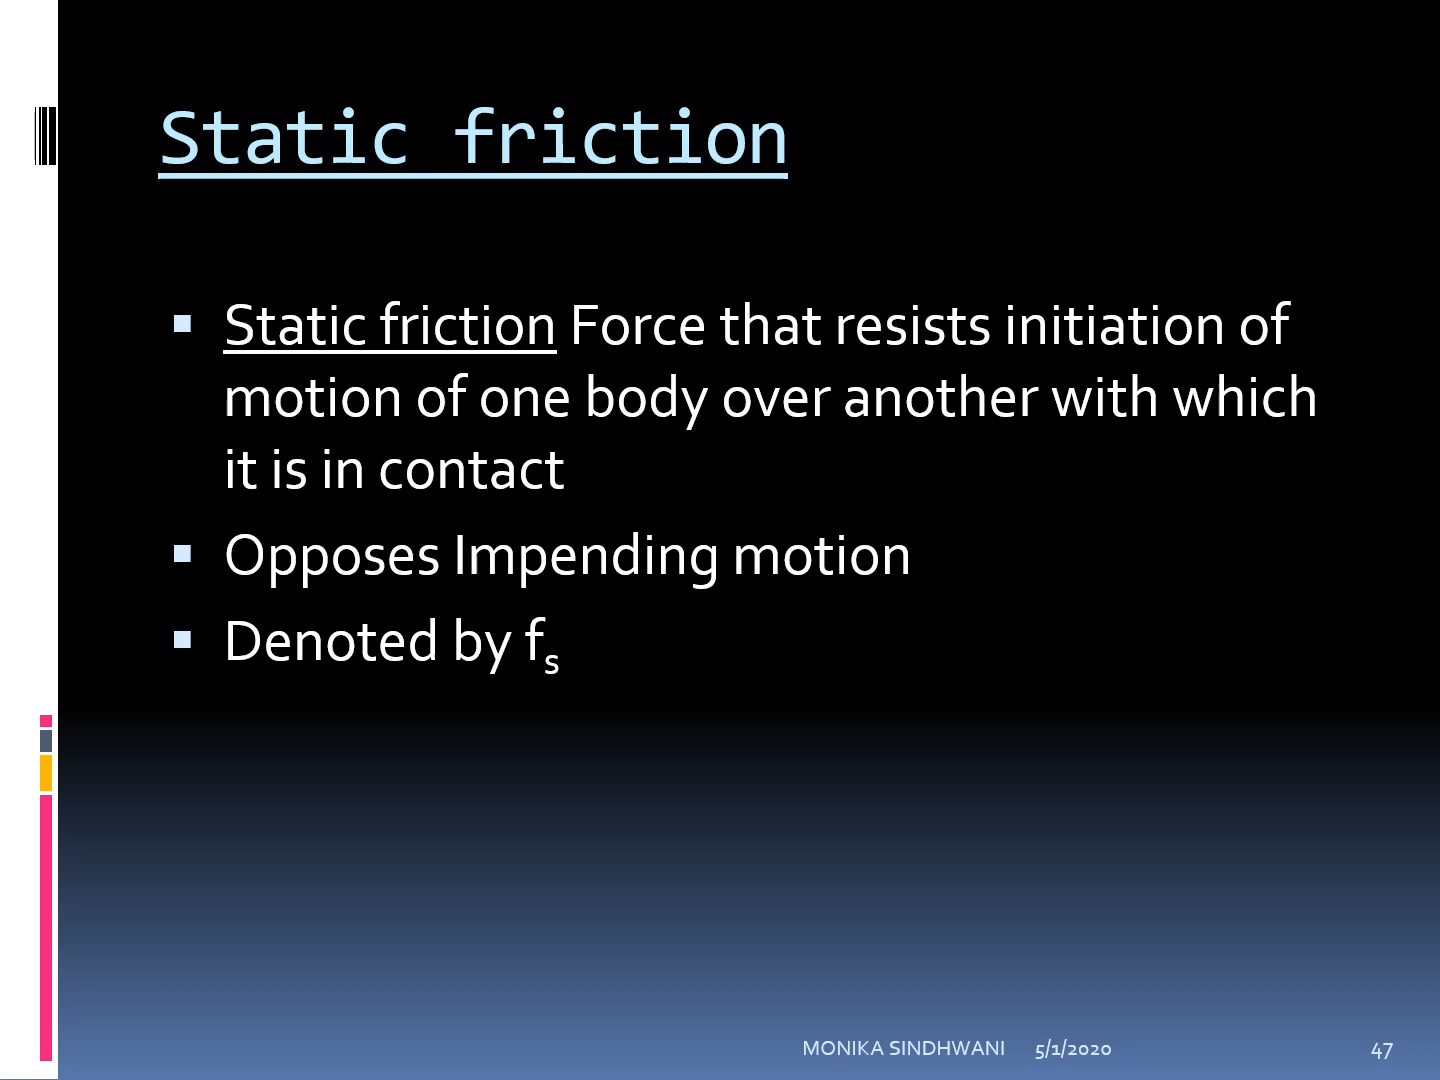 Static friction
▪ Static friction Force that resists initiation of
motion of one body over another with which
it is in contact
▪ Opposes Impending motion
▪ Denoted by fs
MONIKA SINDHWANI 5/1/2020 47